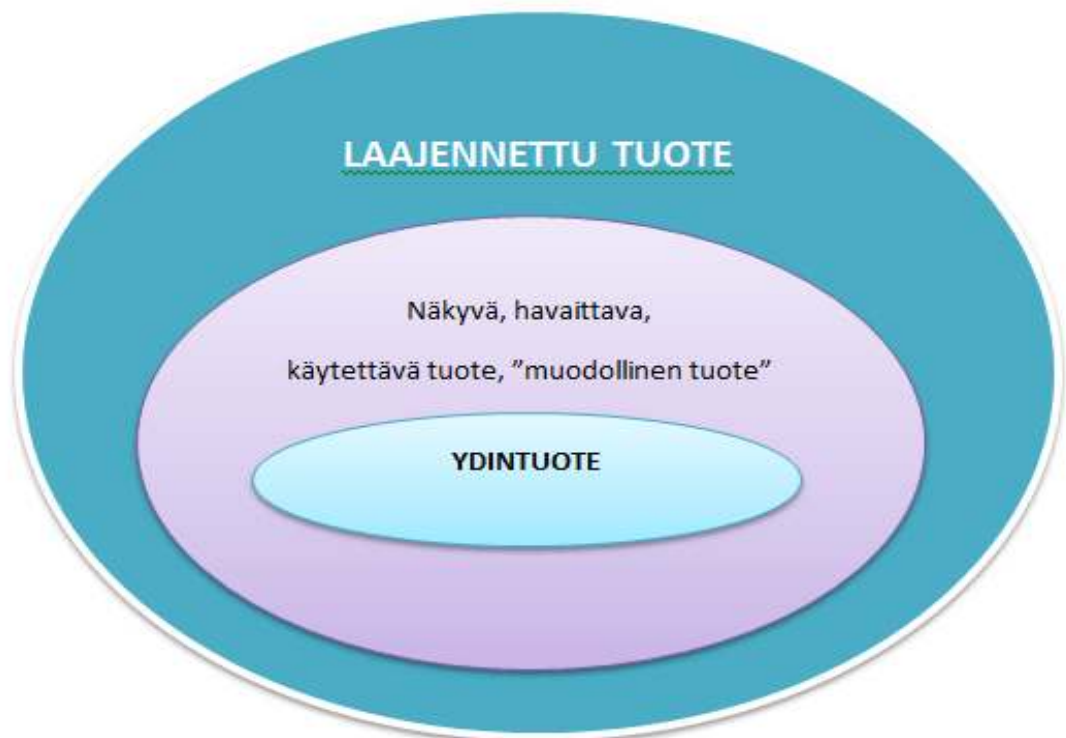 LAAJENNETTU TUOTE
Näkyvä, havaittava,
käytettävä tuote, ”muodollinen tuote”
YDINTUOTE